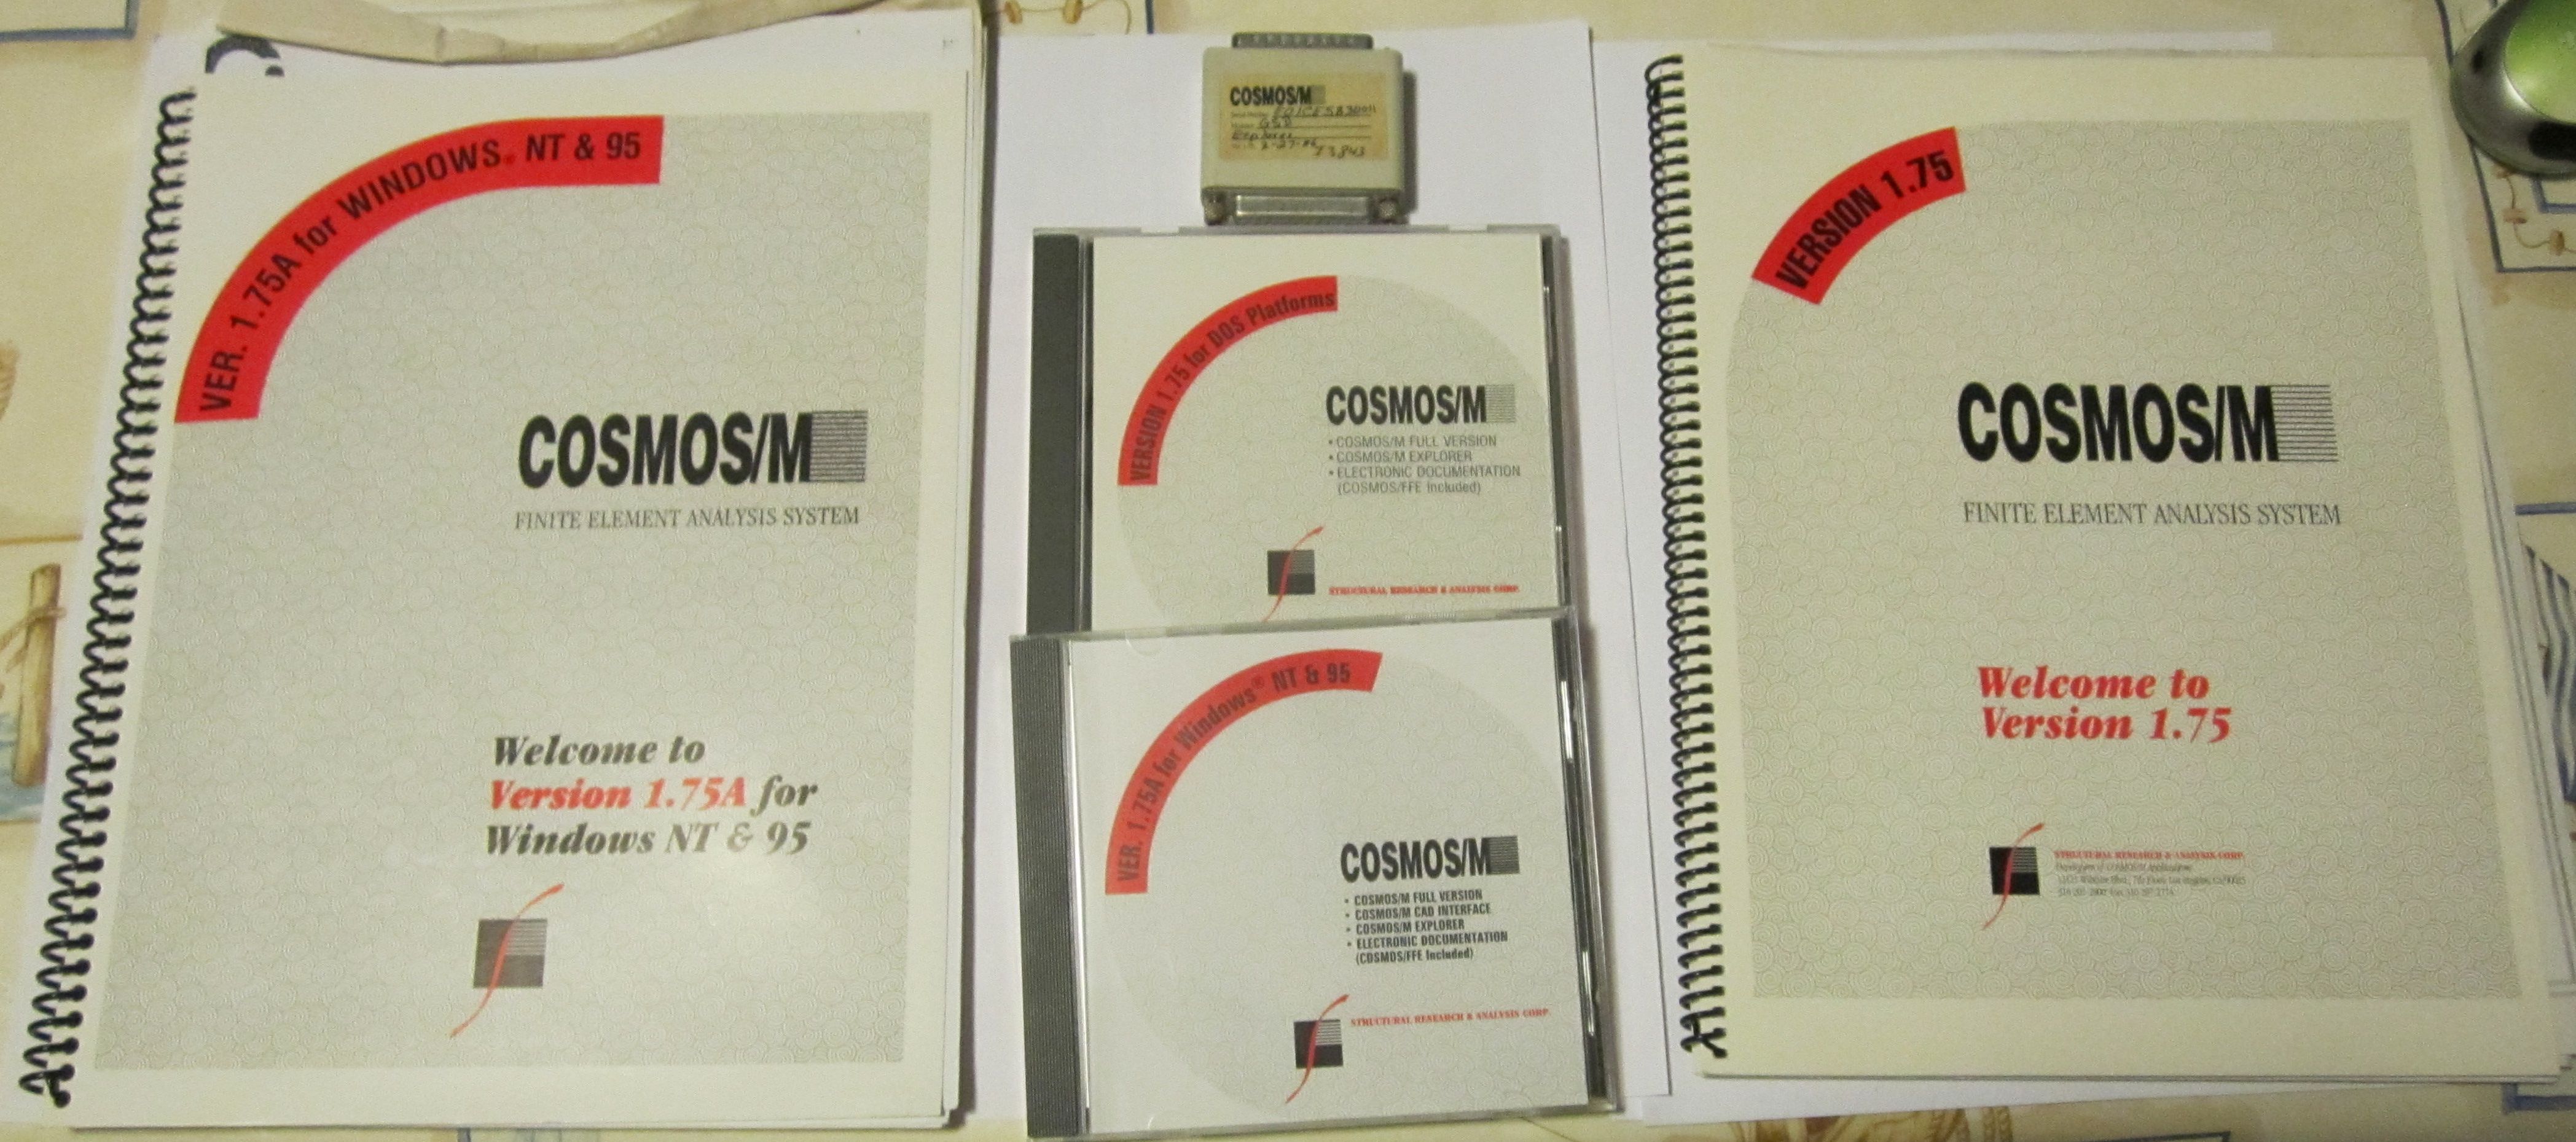 VER. 1.75A for WINDOWS® NT & 95
COSMOS/M
FINITE ELEMENT ANALYSIS SYSTEM
Welcome to
Version 1.75A for
Windows NT & 95
COSMOS/M
Explorer
VERSION 1.75 for DOS Platforms
COSMOS/M
• COSMOS/M FULL VERSION
• COSMOS/M EXPLORER
• ELECTRONIC DOCUMENTATION
(COSMOS/FFE Included)
STRUCTURAL RESEARCH & ANALYSIS CORP.
VER. 1.75A for Windows® NT & 95
COSMOS/M
• COSMOS/M FULL VERSION
• COSMOS/M CAD INTERFACE
• COSMOS/M EXPLORER
• ELECTRONIC DOCUMENTATION
(COSMOS/FFE Included)
STRUCTURAL RESEARCH & ANALYSIS CORP.
VERSION 1.75
COSMOS/M
FINITE ELEMENT ANALYSIS SYSTEM
Welcome to
Version 1.75
STRUCTURAL RESEARCH & ANALYSIS CORP.